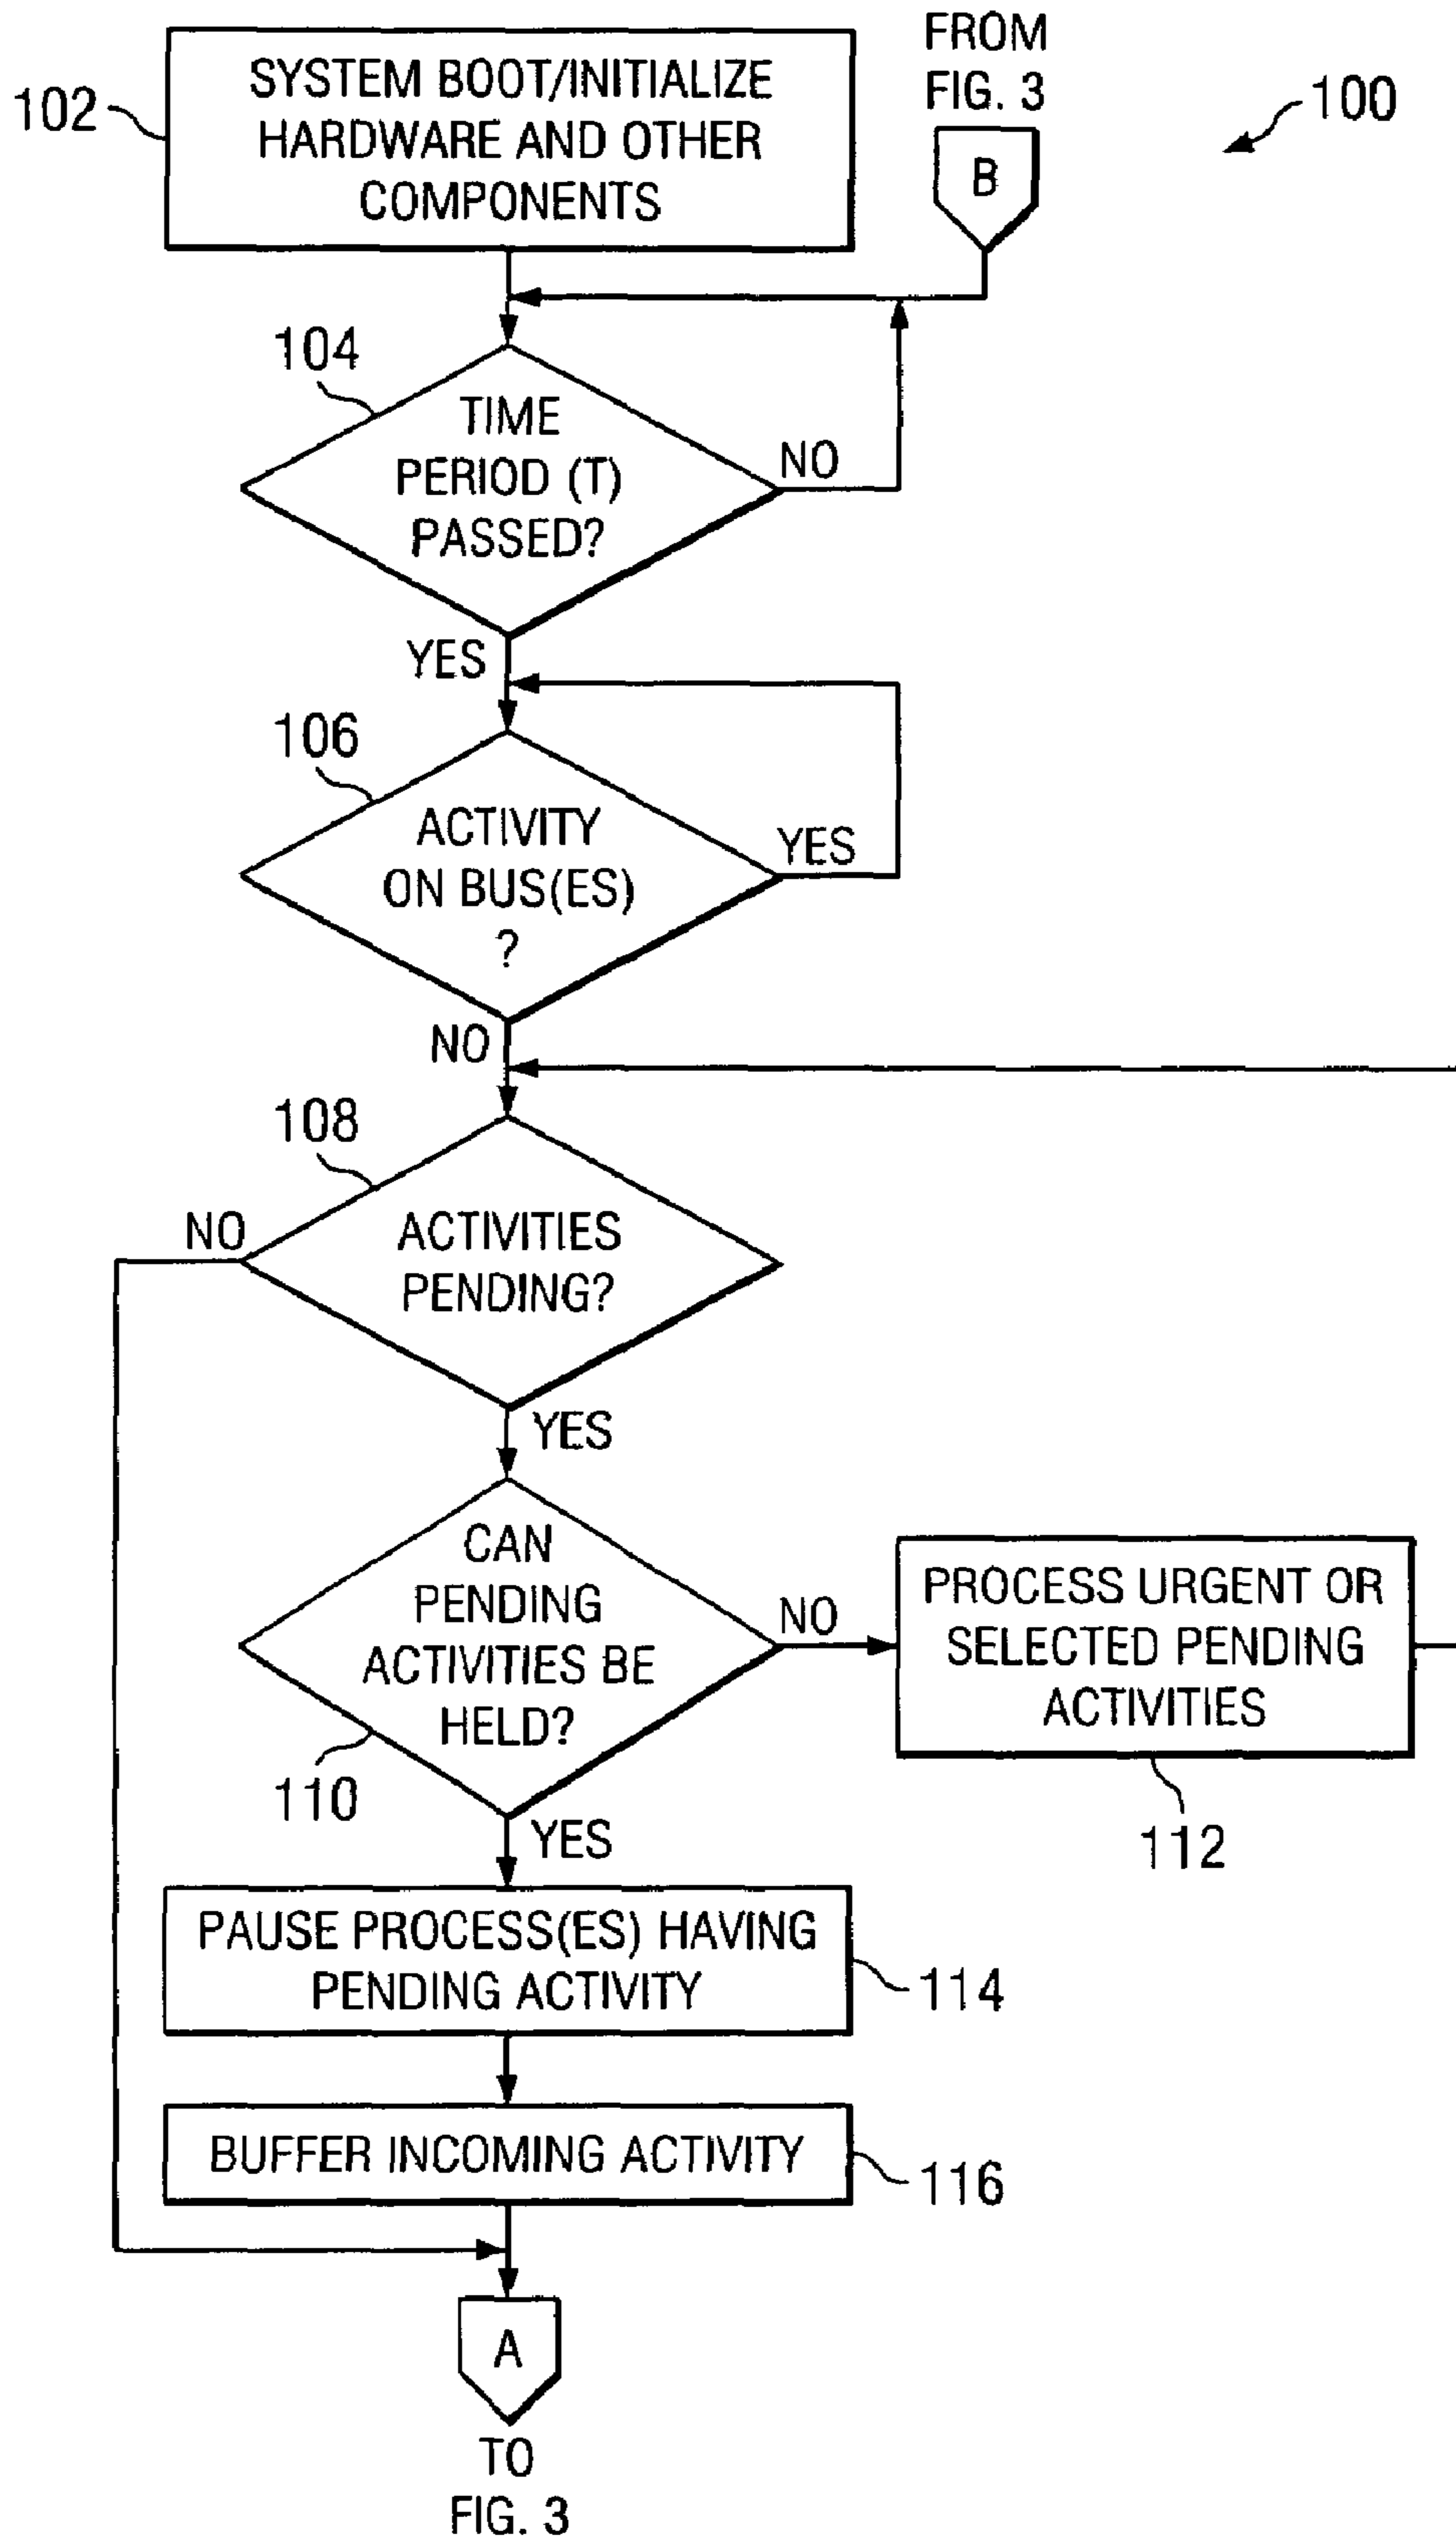 FROM
FIG. 3
100
102
SYSTEM BOOT/INITIALIZE
HARDWARE AND OTHER
COMPONENTS
B
104
TIME
PERIOD (T)
PASSED?
NO
YES
106
ACTIVITY
ON BUS(ES)
?
YES
NO
108
NO
ACTIVITIES
PENDING?
YES
CAN
PENDING
ACTIVITIES BE
HELD?
NO
PROCESS URGENT OR
SELECTED PENDING
ACTIVITIES
110
112
YES
PAUSE PROCESS(ES) HAVING
PENDING ACTIVITY
114
BUFFER INCOMING ACTIVITY
116
A
TO
FIG. 3